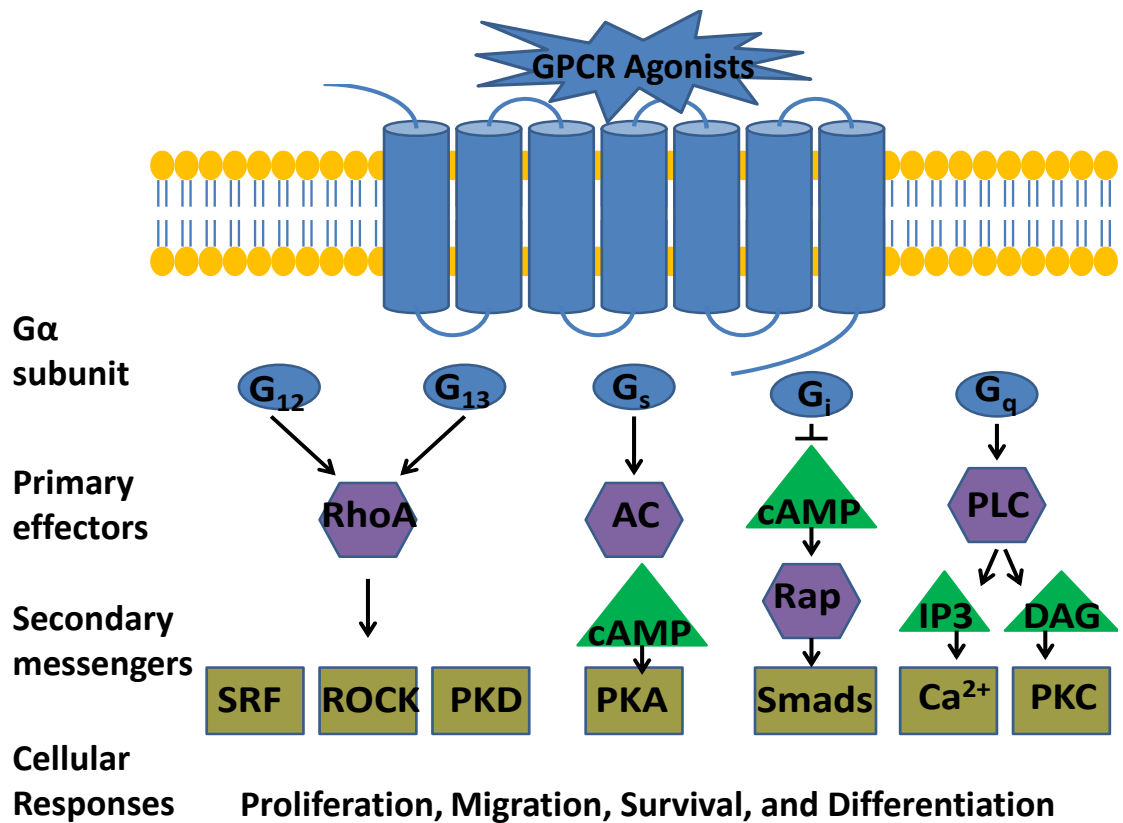 GPCR Agonists
Gα
subunit
G₁₂
G₁₃
Gₛ
Gᵢ
G_q
Primary
effectors
RhoA
AC
cAMP
PLC
Secondary
messengers
cAMP
Rap
IP3
DAG
SRF
ROCK
PKD
PKA
Smads
Ca²⁺
PKC
Cellular
Responses
Proliferation, Migration, Survival, and Differentiation